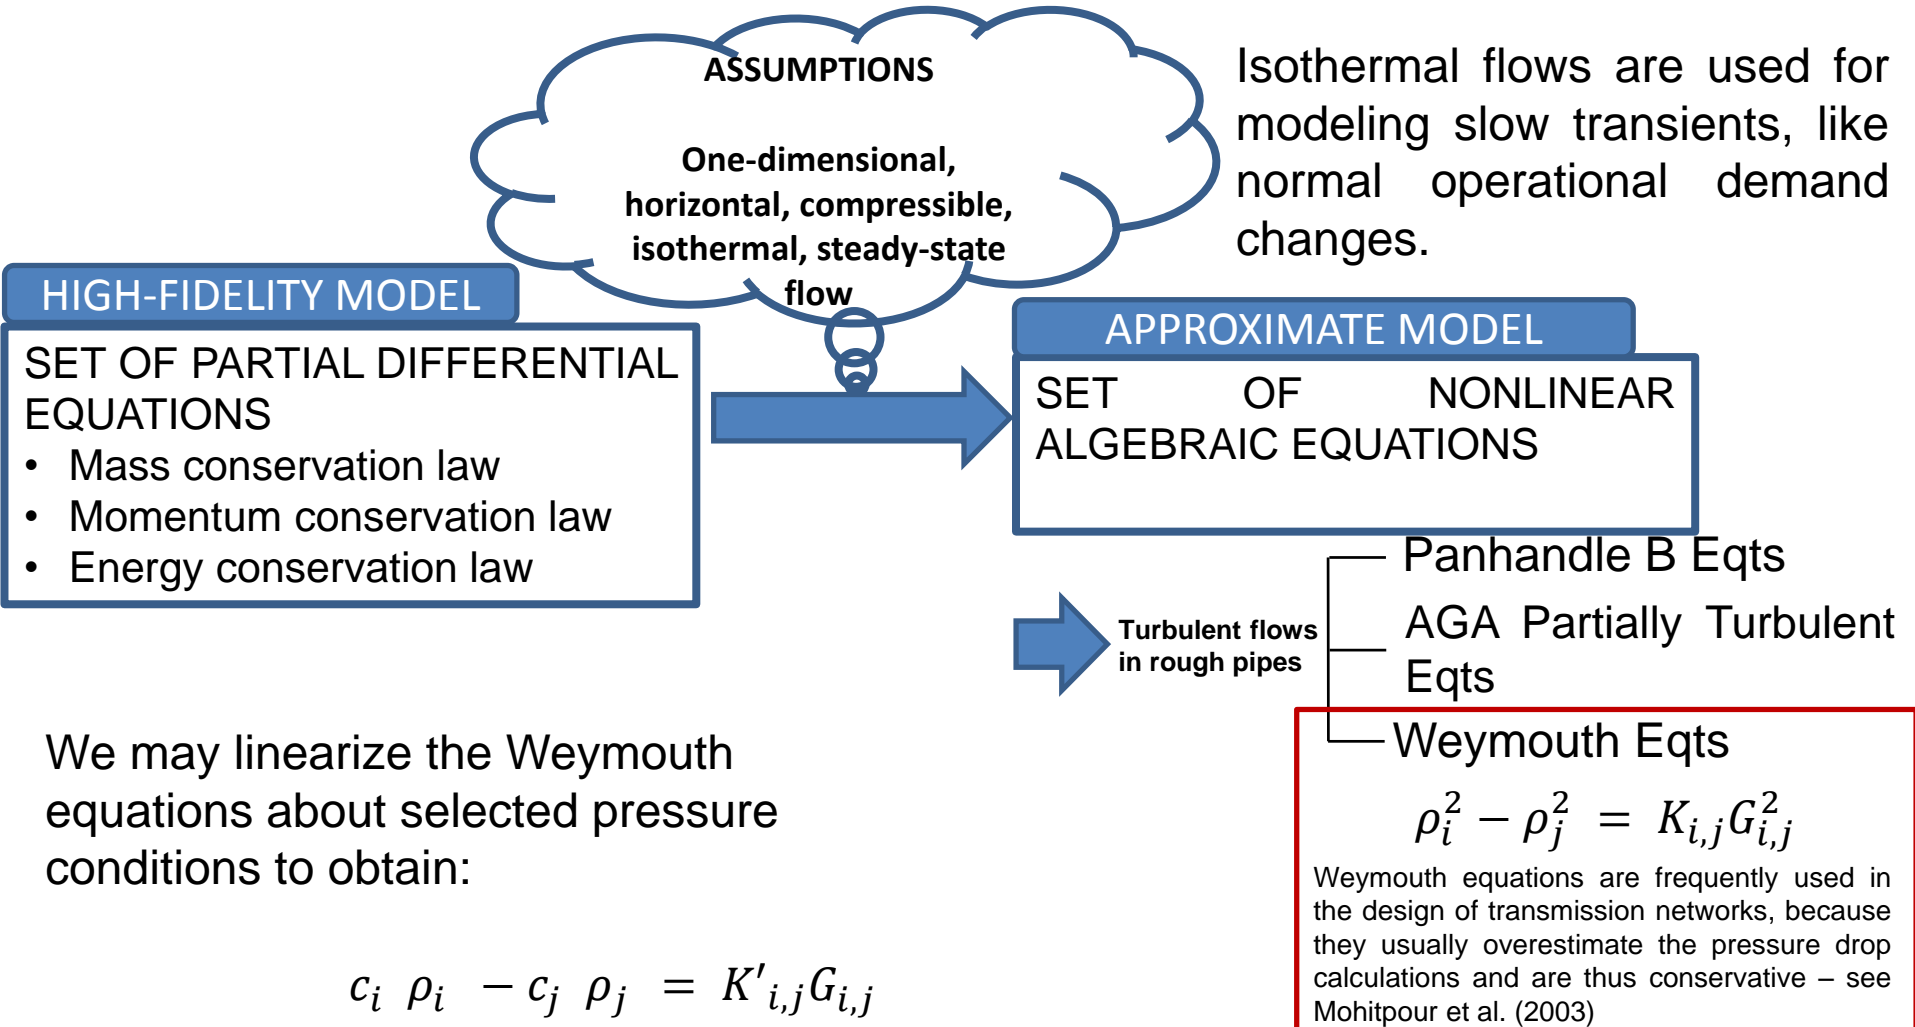 ASSUMPTIONS
One-dimensional,
horizontal, compressible,
isothermal, steady-state
flow
Isothermal flows are used for
modeling slow transients, like
normal operational demand
changes.
HIGH-FIDELITY MODEL
SET OF PARTIAL DIFFERENTIAL
EQUATIONS
• Mass conservation law
• Momentum conservation law
• Energy conservation law
APPROXIMATE MODEL
SET OF NONLINEAR
ALGEBRAIC EQUATIONS
Turbulent flows
in rough pipes
Panhandle B Eqts
AGA Partially Turbulent
Eqts
Weymouth Eqts
𝜌_i^2 − 𝜌_j^2 = K_{i,j}G_{i,j}^2
Weymouth equations are frequently used in
the design of transmission networks, because
they usually overestimate the pressure drop
calculations and are thus conservative – see
Mohitpour et al. (2003)
We may linearize the Weymouth
equations about selected pressure
conditions to obtain:
c_i 𝜌_i − c_j 𝜌_j = K'_{i,j}G_{i,j}